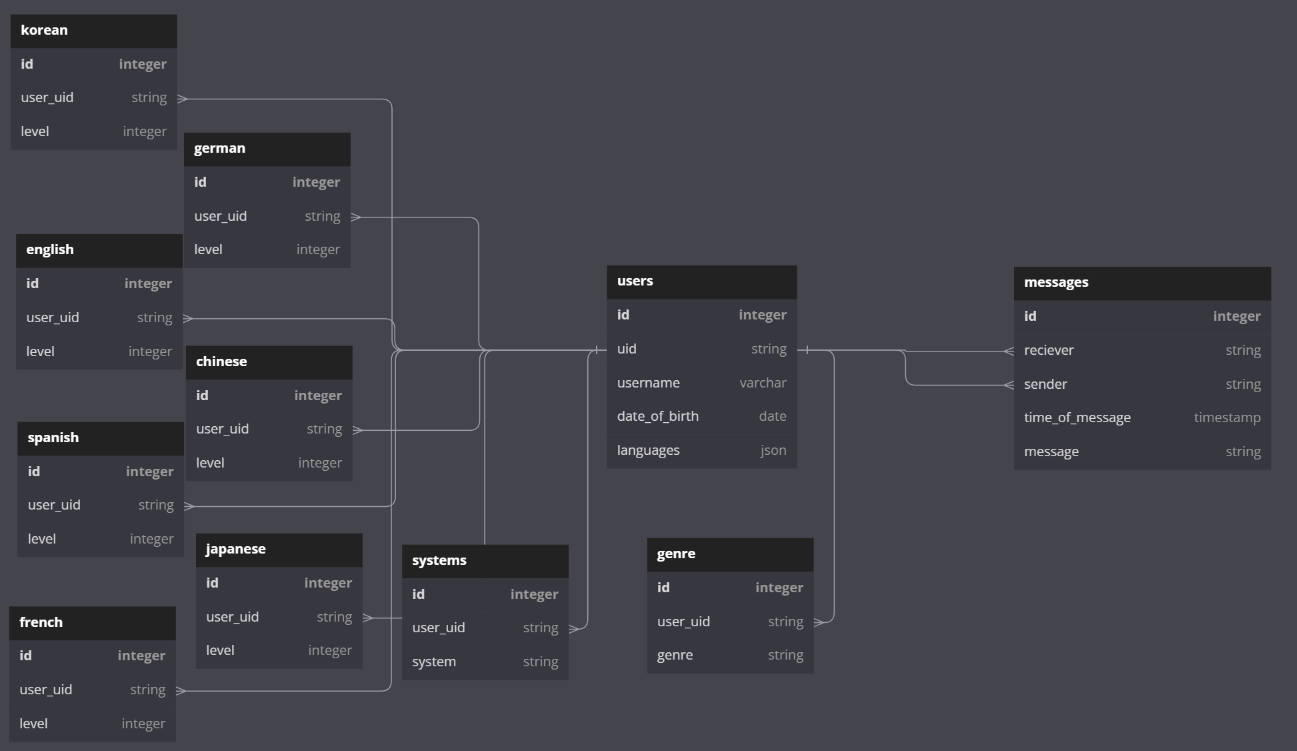 korean
id integer
user_uid string
level integer
german
id integer
user_uid string
level integer
english
id integer
user_uid string
level integer
chinese
id integer
user_uid string
level integer
spanish
id integer
user_uid string
level integer
japanese
id integer
user_uid string
level integer
french
id integer
user_uid string
level integer
systems
id integer
user_uid string
system string
users
id integer
uid string
username varchar
date_of_birth date
languages json
genre
id integer
user_uid string
genre string
messages
id integer
reciever string
sender string
time_of_message timestamp
message string